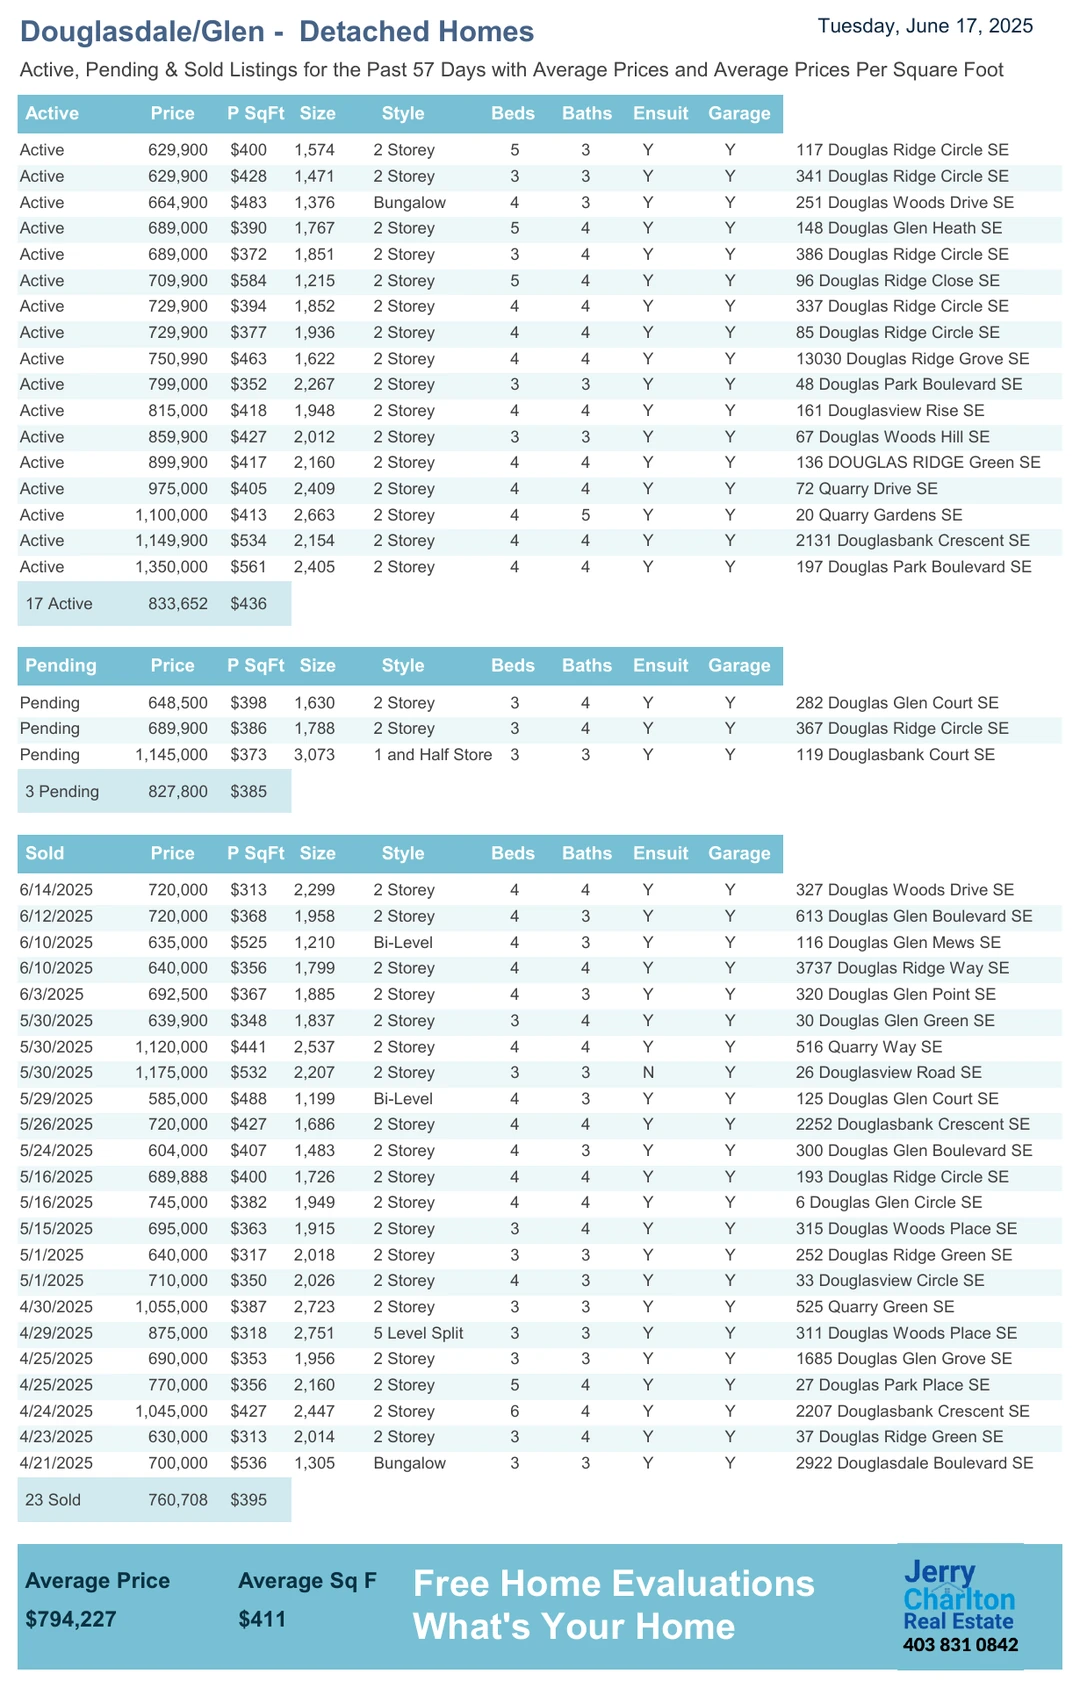 Douglasdale/Glen -  Detached Homes
Tuesday, June 17, 2025
Active, Pending & Sold Listings for the Past 57 Days with Average Prices and Average Prices Per Square Foot
Active Price P SqFt Size Style Beds Baths Ensuit Garage
Active 629,900 $400 1,574 2 Storey 5 3 Y Y 117 Douglas Ridge Circle SE
Active 629,900 $428 1,471 2 Storey 3 3 Y Y 341 Douglas Ridge Circle SE
Active 664,900 $483 1,376 Bungalow 4 3 Y Y 251 Douglas Woods Drive SE
Active 689,000 $390 1,767 2 Storey 5 4 Y Y 148 Douglas Glen Heath SE
Active 689,000 $372 1,851 2 Storey 3 4 Y Y 386 Douglas Ridge Circle SE
Active 709,900 $584 1,215 2 Storey 5 4 Y Y 96 Douglas Ridge Close SE
Active 729,900 $394 1,852 2 Storey 4 4 Y Y 337 Douglas Ridge Circle SE
Active 729,900 $377 1,936 2 Storey 4 4 Y Y 85 Douglas Ridge Circle SE
Active 750,990 $463 1,622 2 Storey 4 4 Y Y 13030 Douglas Ridge Grove SE
Active 799,000 $352 2,267 2 Storey 3 3 Y Y 48 Douglas Park Boulevard SE
Active 815,000 $418 1,948 2 Storey 4 4 Y Y 161 Douglasview Rise SE
Active 859,900 $427 2,012 2 Storey 3 3 Y Y 67 Douglas Woods Hill SE
Active 899,900 $417 2,160 2 Storey 4 4 Y Y 136 DOUGLAS RIDGE Green SE
Active 975,000 $405 2,409 2 Storey 4 4 Y Y 72 Quarry Drive SE
Active 1,100,000 $413 2,663 2 Storey 4 5 Y Y 20 Quarry Gardens SE
Active 1,149,900 $534 2,154 2 Storey 4 4 Y Y 2131 Douglasbank Crescent SE
Active 1,350,000 $561 2,405 2 Storey 4 4 Y Y 197 Douglas Park Boulevard SE
17 Active 833,652 $436
Pending Price P SqFt Size Style Beds Baths Ensuit Garage
Pending 648,500 $398 1,630 2 Storey 3 4 Y Y 282 Douglas Glen Court SE
Pending 689,900 $386 1,788 2 Storey 3 4 Y Y 367 Douglas Ridge Circle SE
Pending 1,145,000 $373 3,073 1 and Half Store 3 3 Y Y 119 Douglasbank Court SE
3 Pending 827,800 $385
Sold Price P SqFt Size Style Beds Baths Ensuit Garage
6/14/2025 720,000 $313 2,299 2 Storey 4 4 Y Y 327 Douglas Woods Drive SE
6/12/2025 720,000 $368 1,958 2 Storey 4 3 Y Y 613 Douglas Glen Boulevard SE
6/10/2025 635,000 $525 1,210 Bi-Level 4 3 Y Y 116 Douglas Glen Mews SE
6/10/2025 640,000 $356 1,799 2 Storey 4 4 Y Y 3737 Douglas Ridge Way SE
6/3/2025 692,500 $367 1,885 2 Storey 4 3 Y Y 320 Douglas Glen Point SE
5/30/2025 639,900 $348 1,837 2 Storey 3 4 Y Y 30 Douglas Glen Green SE
5/30/2025 1,120,000 $441 2,537 2 Storey 4 4 Y Y 516 Quarry Way SE
5/30/2025 1,175,000 $532 2,207 2 Storey 3 3 N Y 26 Douglasview Road SE
5/29/2025 585,000 $488 1,199 Bi-Level 4 3 Y Y 125 Douglas Glen Court SE
5/26/2025 720,000 $427 1,686 2 Storey 4 4 Y Y 2252 Douglasbank Crescent SE
5/24/2025 604,000 $407 1,483 2 Storey 4 3 Y Y 300 Douglas Glen Boulevard SE
5/16/2025 689,888 $400 1,726 2 Storey 4 4 Y Y 193 Douglas Ridge Circle SE
5/16/2025 745,000 $382 1,949 2 Storey 4 4 Y Y 6 Douglas Glen Circle SE
5/15/2025 695,000 $363 1,915 2 Storey 3 4 Y Y 315 Douglas Woods Place SE
5/1/2025 640,000 $317 2,018 2 Storey 3 3 Y Y 252 Douglas Ridge Green SE
5/1/2025 710,000 $350 2,026 2 Storey 4 3 Y Y 33 Douglasview Circle SE
4/30/2025 1,055,000 $387 2,723 2 Storey 3 3 Y Y 525 Quarry Green SE
4/29/2025 875,000 $318 2,751 5 Level Split 3 3 Y Y 311 Douglas Woods Place SE
4/25/2025 690,000 $353 1,956 2 Storey 3 3 Y Y 1685 Douglas Glen Grove SE
4/25/2025 770,000 $356 2,160 2 Storey 5 4 Y Y 27 Douglas Park Place SE
4/24/2025 1,045,000 $427 2,447 2 Storey 6 4 Y Y 2207 Douglasbank Crescent SE
4/23/2025 630,000 $313 2,014 2 Storey 3 4 Y Y 37 Douglas Ridge Green SE
4/21/2025 700,000 $536 1,305 Bungalow 3 3 Y Y 2922 Douglasdale Boulevard SE
23 Sold 760,708 $395
Average Price Average Sq F
$794,227 $411
Free Home Evaluations
What's Your Home
Jerry
Charlton
Real Estate
403 831 0842